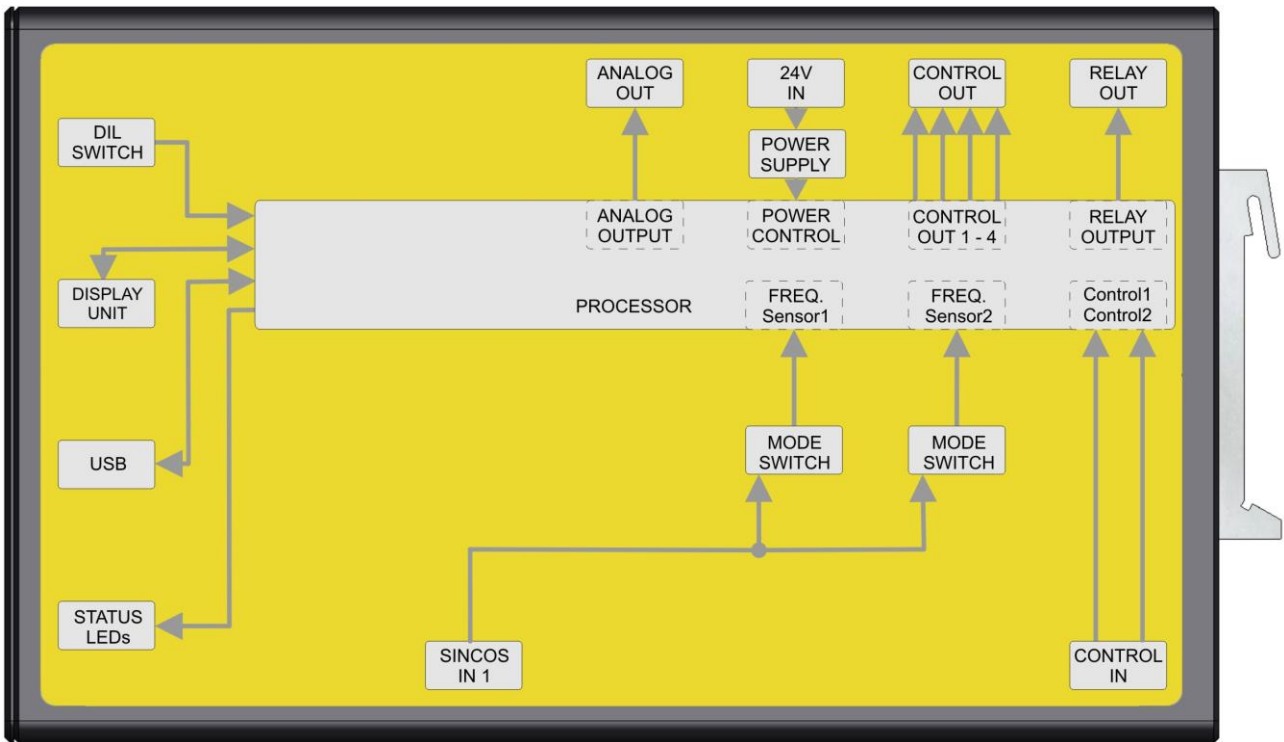 ANALOG
OUT
24V
IN
CONTROL
OUT
RELAY
OUT
DIL
SWITCH
POWER
SUPPLY
ANALOG
OUTPUT
POWER
CONTROL
CONTROL
OUT 1 - 4
RELAY
OUTPUT
DISPLAY
UNIT
PROCESSOR
FREQ.
Sensor1
FREQ.
Sensor2
Control1
Control2
USB
MODE
SWITCH
MODE
SWITCH
STATUS
LEDs
SINCOS
IN 1
CONTROL
IN